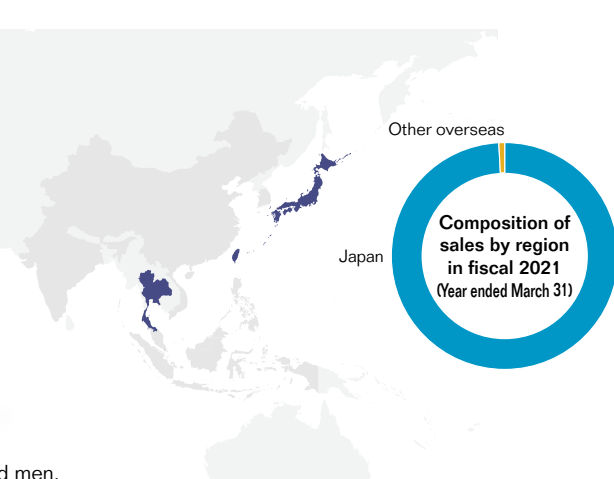 Other overseas
Japan
Composition of
sales by region
in fiscal 2021
(Year ended March 31)
d men.